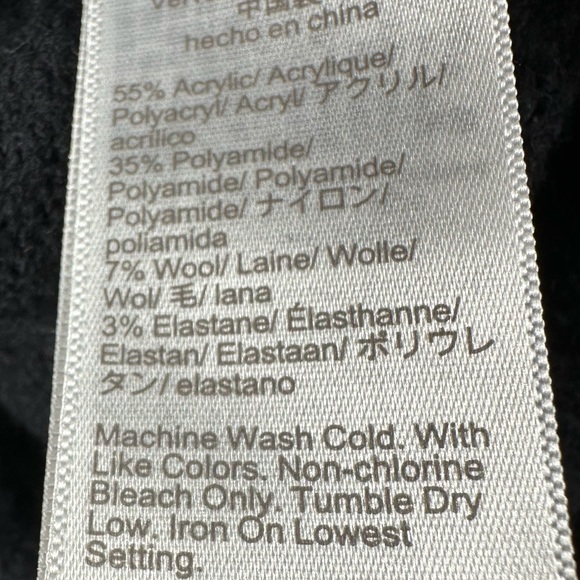 中国製
hecho en china
55% Acrylic/ Acrylique/
Polyacryl/ Acryl/ アクリル/
acrílico
35% Polyamide/
Polyamide/ Polyamide/
Polyamide/ ナイロン/
poliamida
7% Wool/ Laine/ Wolle/
Wol/ 毛/ lana
3% Elastane/ Élasthanne/
Elastan/ Elastaan/ ポリウレ
タン/ elastano
Machine Wash Cold. With
Like Colors. Non-chlorine
Bleach Only. Tumble Dry
Low. Iron On Lowest
Setting.